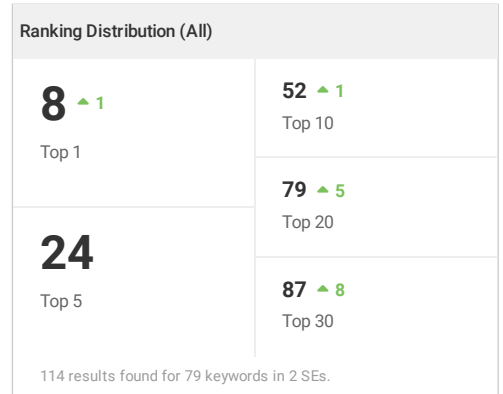 Ranking Distribution (All)
8 ▲ 1
Top 1
24
Top 5
52 ▲ 1
Top 10
79 ▲ 5
Top 20
87 ▲ 8
Top 30
114 results found for 79 keywords in 2 SEs.